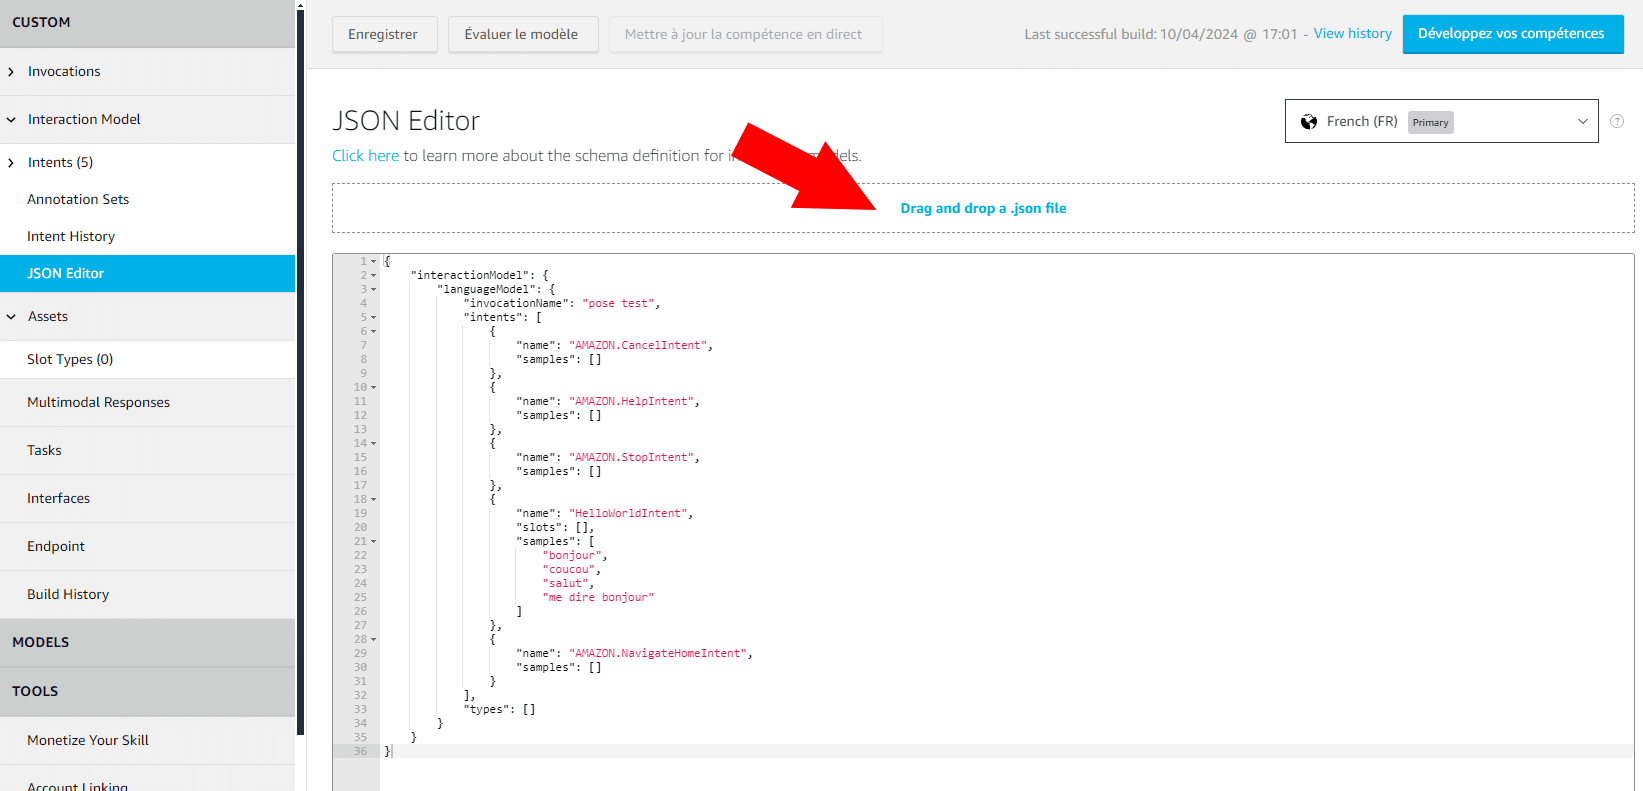 CUSTOM
Invocations
Interaction Model
Intents (5)
Annotation Sets
Intent History
JSON Editor
Assets
Slot Types (0)
Multimodal Responses
Tasks
Interfaces
Endpoint
Build History
MODELS
TOOLS
Monetize Your Skill
Account Linking
Enregistrer
Évaluer le modèle
Mettre à jour la compétence en direct
Last successful build: 10/04/2024 @ 17:01 - View history
Développez vos compétences
JSON Editor
French (FR) Primary
Click here to learn more about the schema definition for models.
Drag and drop a .json file
1 {
2 "interactionModel": {
3 "languageModel": {
4 "invocationName": "pose test",
5 "intents": [
6 {
7 "name": "AMAZON.CancelIntent",
8 "samples": []
9 },
10 {
11 "name": "AMAZON.HelpIntent",
12 "samples": []
13 },
14 {
15 "name": "AMAZON.StopIntent",
16 "samples": []
17 },
18 {
19 "name": "HelloWorldIntent",
20 "slots": [],
21 "samples": [
22 "bonjour",
23 "coucou",
24 "salut",
25 "me dire bonjour"
26 ]
27 },
28 {
29 "name": "AMAZON.NavigateHomeIntent",
30 "samples": []
31 }
32 ],
33 "types": []
34 }
35 }
36 }